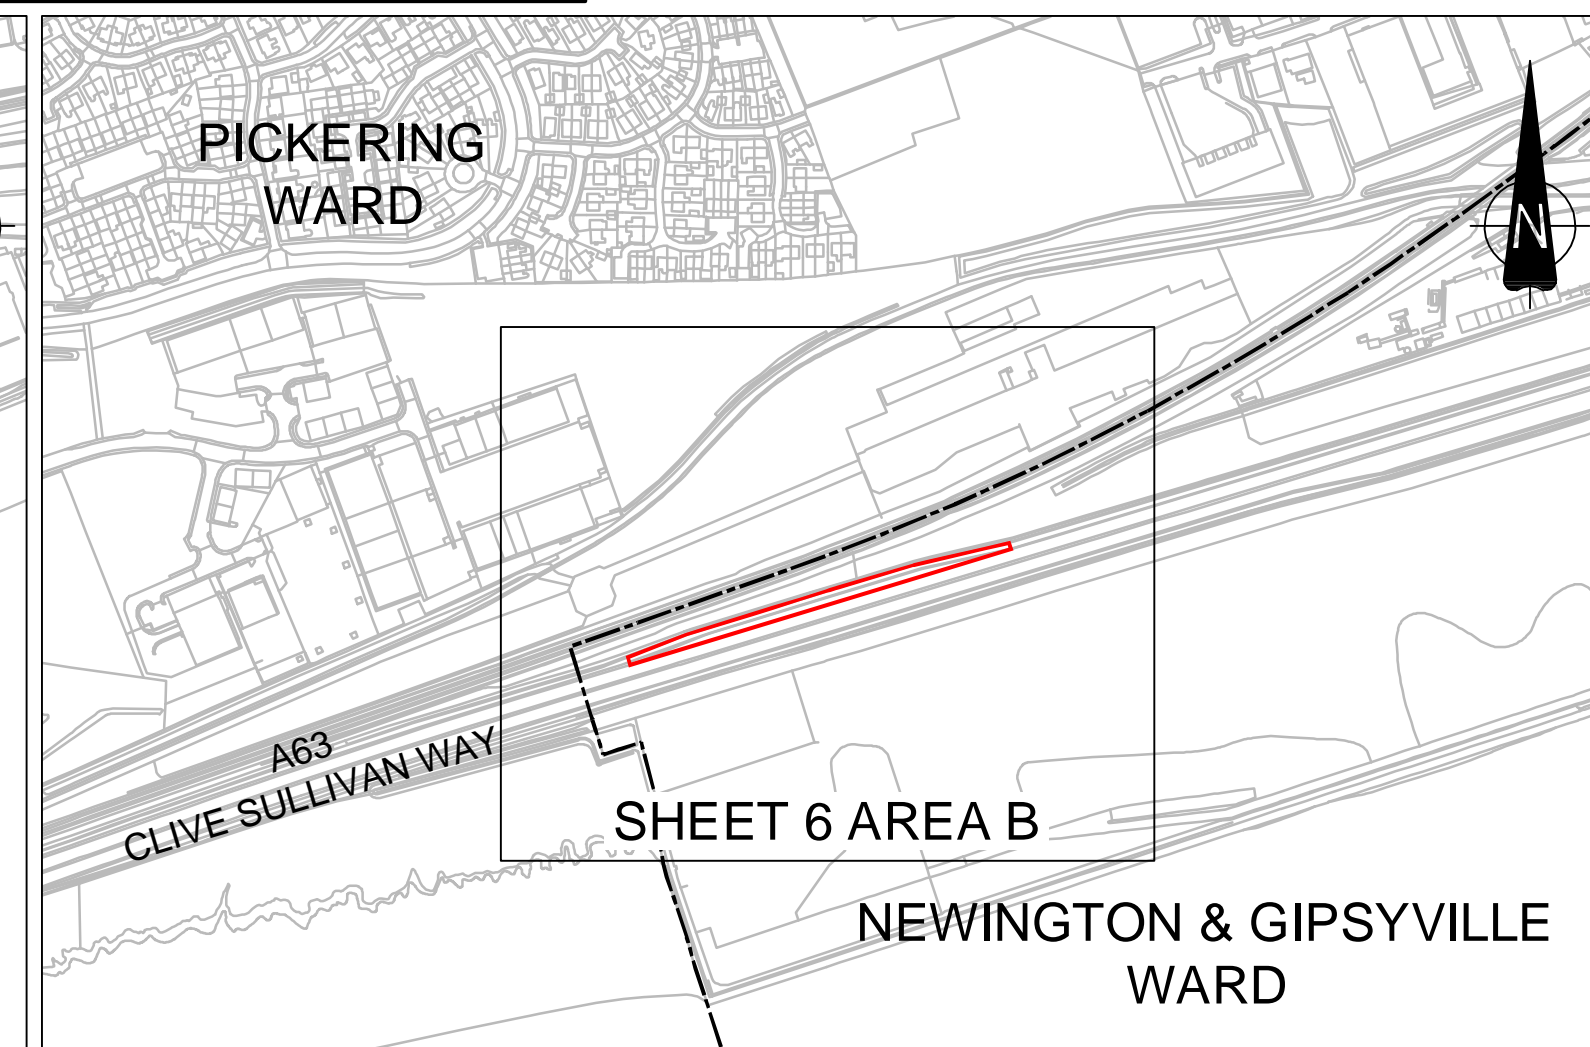 PICKERING
WARD
N
A63
CLIVE SULLIVAN WAY
SHEET 6 AREA B
NEWINGTON & GIPSYVILLE
WARD